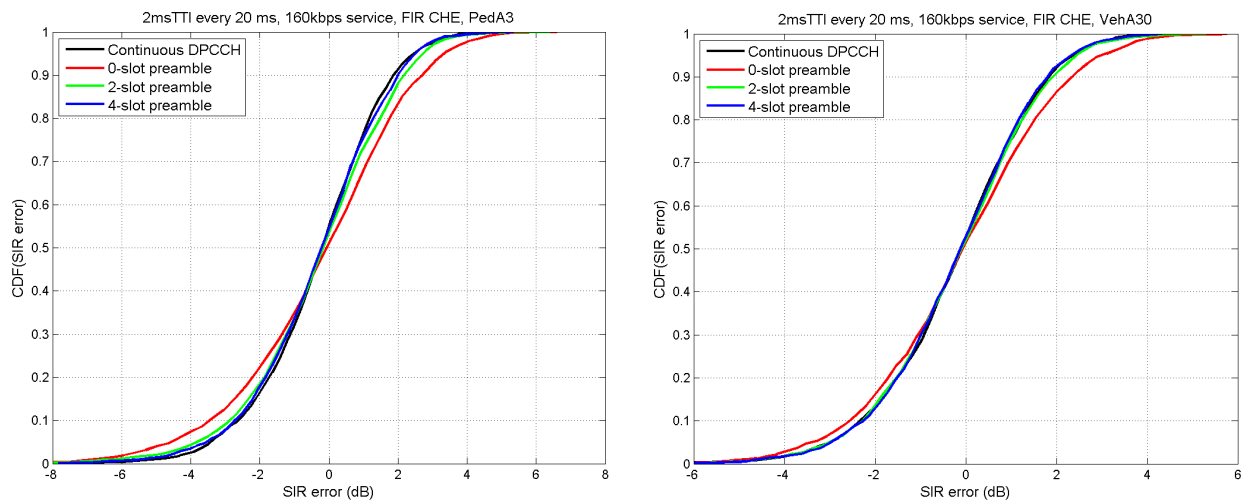 2msTTI every 20 ms, 160kbps service, FIR CHE, PedA3
Continuous DPCCH
0-slot preamble
2-slot preamble
4-slot preamble
CDF(SIR error)
1
0.9
0.8
0.7
0.6
0.5
0.4
0.3
0.2
0.1
0
-8 -6 -4 -2 0 2 4 6 8
SIR error (dB)
2msTTI every 20 ms, 160kbps service, FIR CHE, VehA30
Continuous DPCCH
0-slot preamble
2-slot preamble
4-slot preamble
CDF(SIR error)
1
0.9
0.8
0.7
0.6
0.5
0.4
0.3
0.2
0.1
0
-6 -4 -2 0 2 4 6
SIR error (dB)